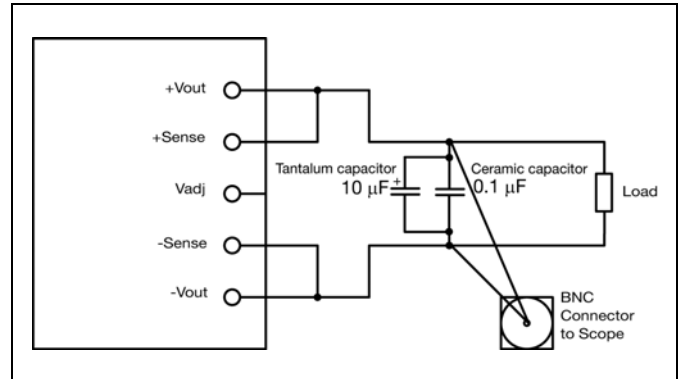 +Vout
+Sense
Vadj
-Sense
-Vout
Tantalum capacitor
10 µF
+
Ceramic capacitor
0.1 µF
Load
BNC
Connector
to Scope